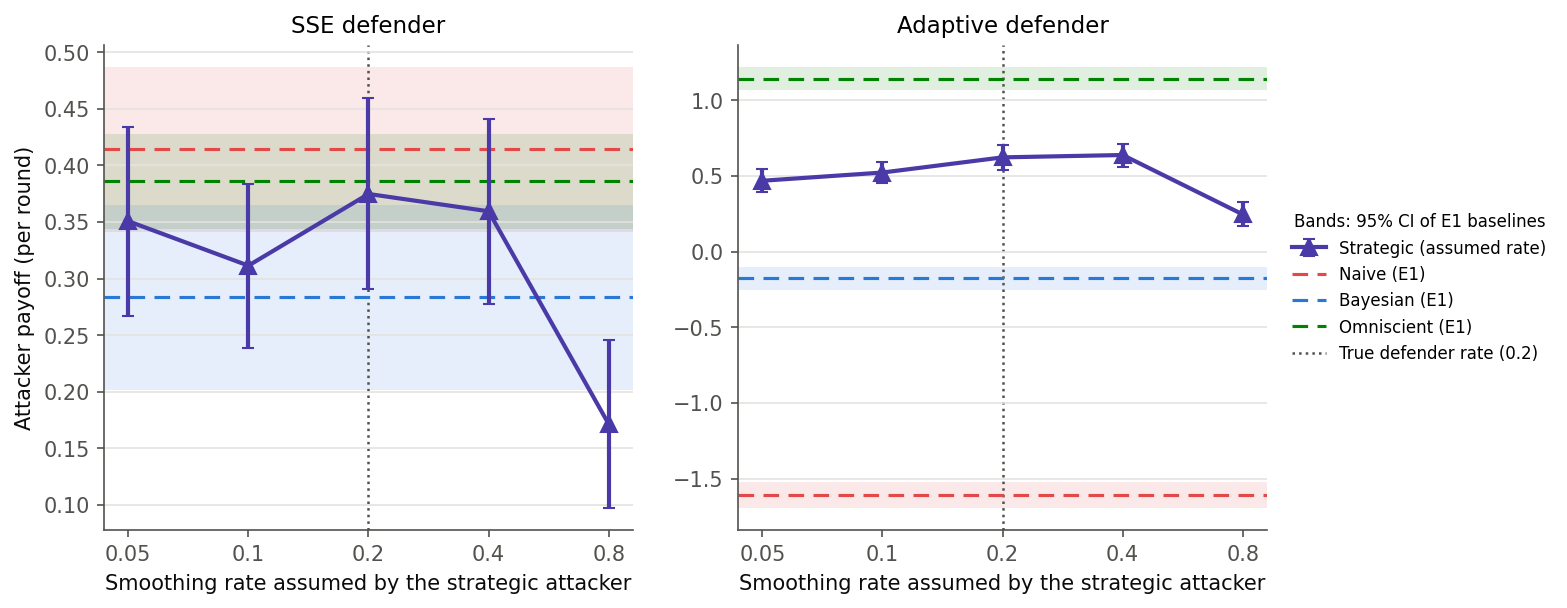 SSE defender
Attacker payoff (per round)
0.50
0.45
0.40
0.35
0.30
0.25
0.20
0.15
0.10
0.05
0.1
0.2
0.4
0.8
Smoothing rate assumed by the strategic attacker
Adaptive defender
1.0
0.5
0.0
−0.5
−1.0
−1.5
0.05
0.1
0.2
0.4
0.8
Smoothing rate assumed by the strategic attacker
Bands: 95% CI of E1 baselines
Strategic (assumed rate)
Naive (E1)
Bayesian (E1)
Omniscient (E1)
True defender rate (0.2)